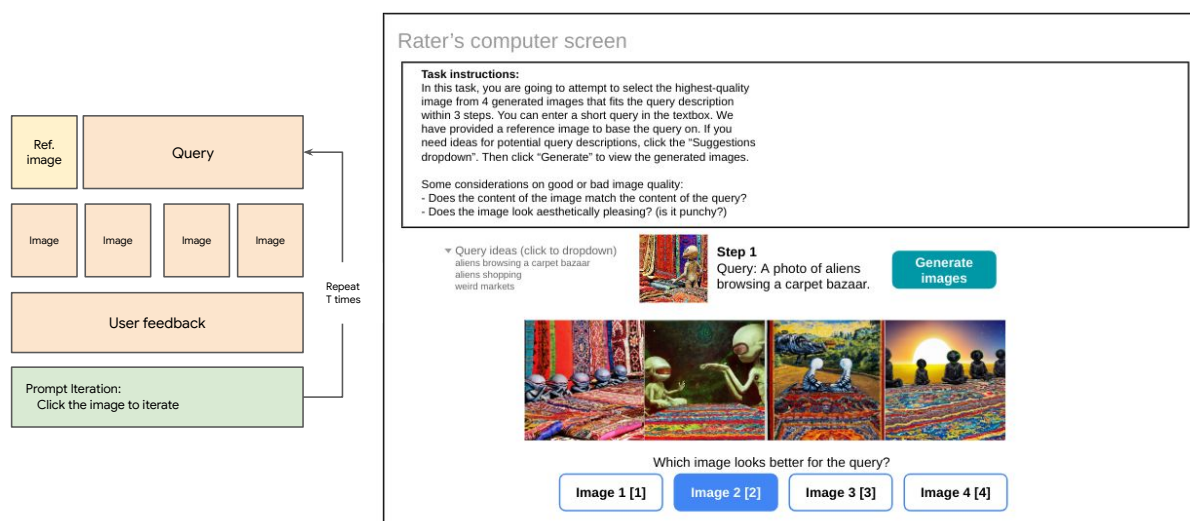 Ref.
image
Query
Image
Image
Image
Image
User feedback
Prompt Iteration:
Click the image to iterate
Repeat
T times
Rater's computer screen
Task instructions:
In this task, you are going to attempt to select the highest-quality
image from 4 generated images that fits the query description
within 3 steps. You can enter a short query in the textbox. We
have provided a reference image to base the query on. If you
need ideas for potential query descriptions, click the “Suggestions
dropdown”. Then click “Generate” to view the generated images.
Some considerations on good or bad image quality:
- Does the content of the image match the content of the query?
- Does the image look aesthetically pleasing? (is it punchy?)
Query ideas (click to dropdown)
aliens browsing a carpet bazaar
aliens shopping
weird markets
Step 1
Query: A photo of aliens
browsing a carpet bazaar.
Generate
images
Which image looks better for the query?
Image 1 [1]
Image 2 [2]
Image 3 [3]
Image 4 [4]